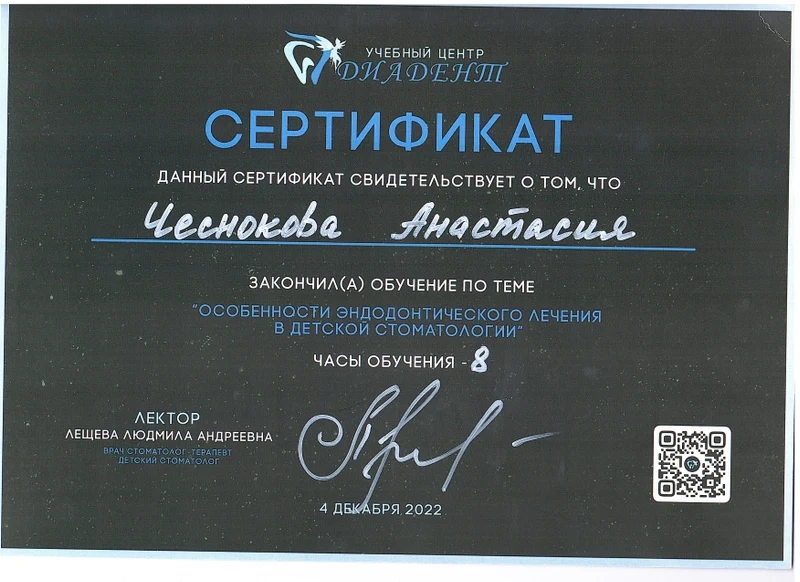 УЧЕБНЫЙ ЦЕНТР
ДИАДЕНТ
СЕРТИФИКАТ
ДАННЫЙ СЕРТИФИКАТ СВИДЕТЕЛЬСТВУЕТ О ТОМ, ЧТО
Чеснокова Анастасия
ЗАКОНЧИЛ(А) ОБУЧЕНИЕ ПО ТЕМЕ
"ОСОБЕННОСТИ ЭНДОДОНТИЧЕСКОГО ЛЕЧЕНИЯ
В ДЕТСКОЙ СТОМАТОЛОГИИ"
ЧАСЫ ОБУЧЕНИЯ - 8
ЛЕКТОР
ЛЕЩЕВА ЛЮДМИЛА АНДРЕЕВНА
ВРАЧ СТОМАТОЛОГ-ТЕРАПЕВТ
ДЕТСКИЙ СТОМАТОЛОГ
4 ДЕКАБРЯ 2022